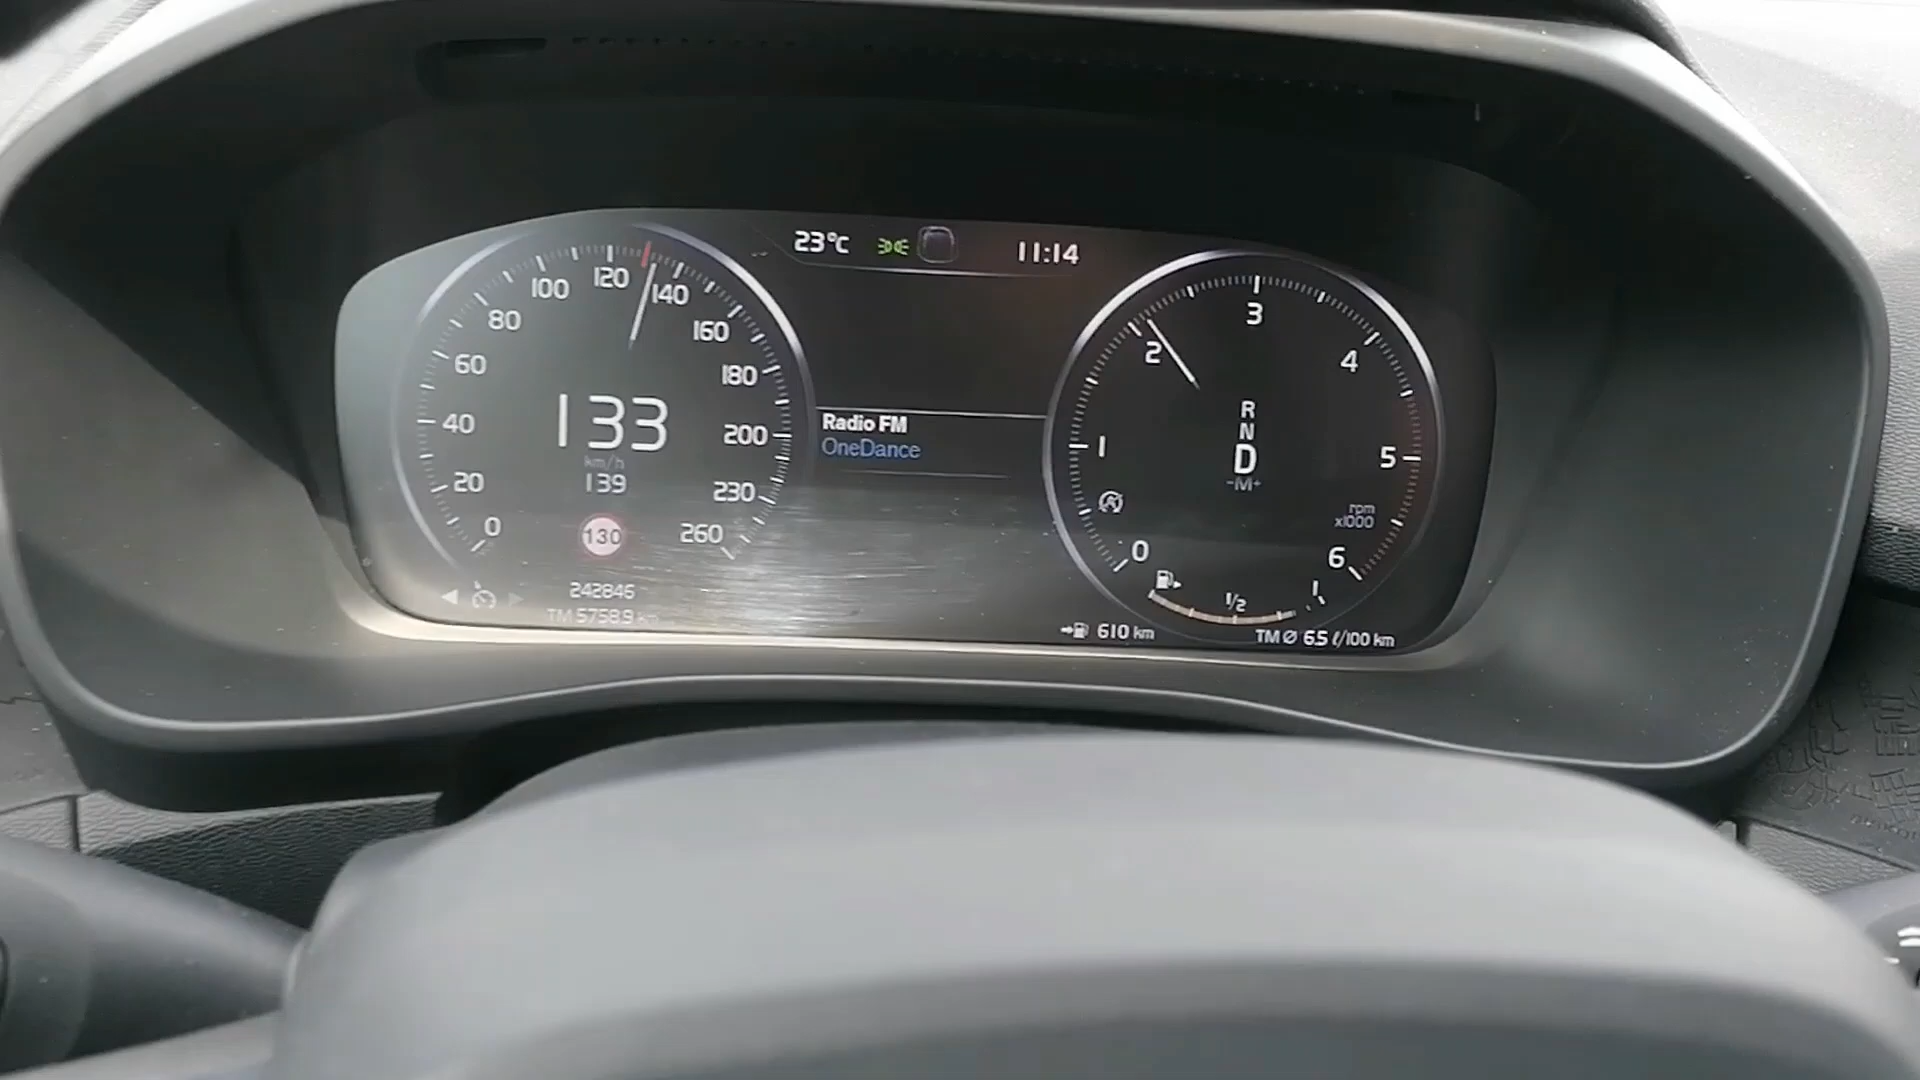 23°C
11:14
0
20
40
60
80
100
120
140
160
180
200
230
260
133
km/h
139
130
242846
TM 5758.9 km
Radio FM
OneDance
0
1
2
3
4
5
6
R
N
D
-M+
rpm
x1000
1/2
1
610 km
TM Ø 6.5 ℓ/100 km